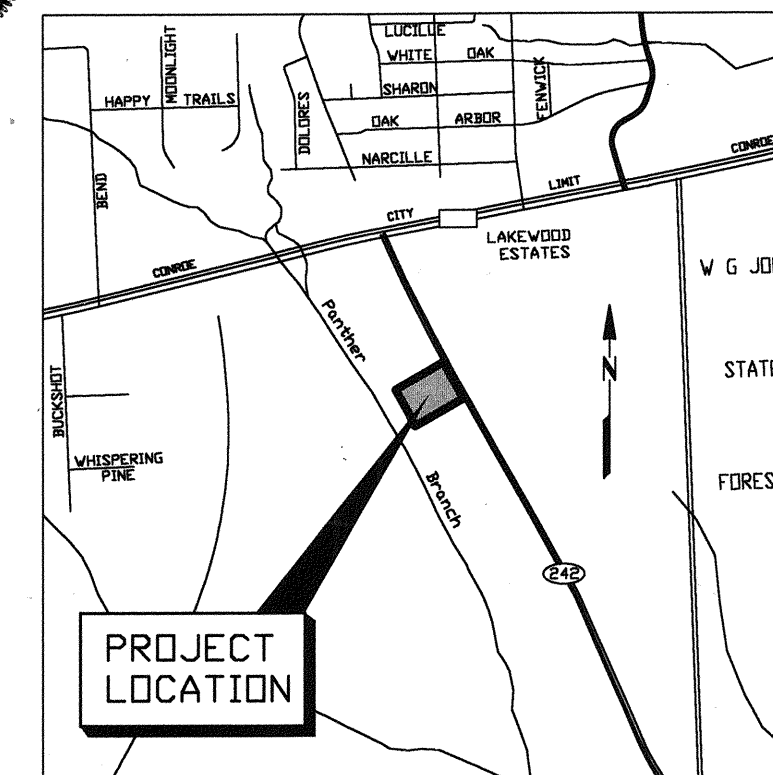 LUCILLE
MOONLIGHT
WHITE OAK
FENWICK
SHARON
HAPPY TRAILS
DOLORES
OAK ARBOR
NARCILLE
CONROE
LIMIT
BEND
CITY
LAKEWOOD
ESTATES
CONROE
W G JO
Panther
N
STATE
BUCKSHOT
WHISPERING
PINE
FORES
Branch
242
PROJECT
LOCATION